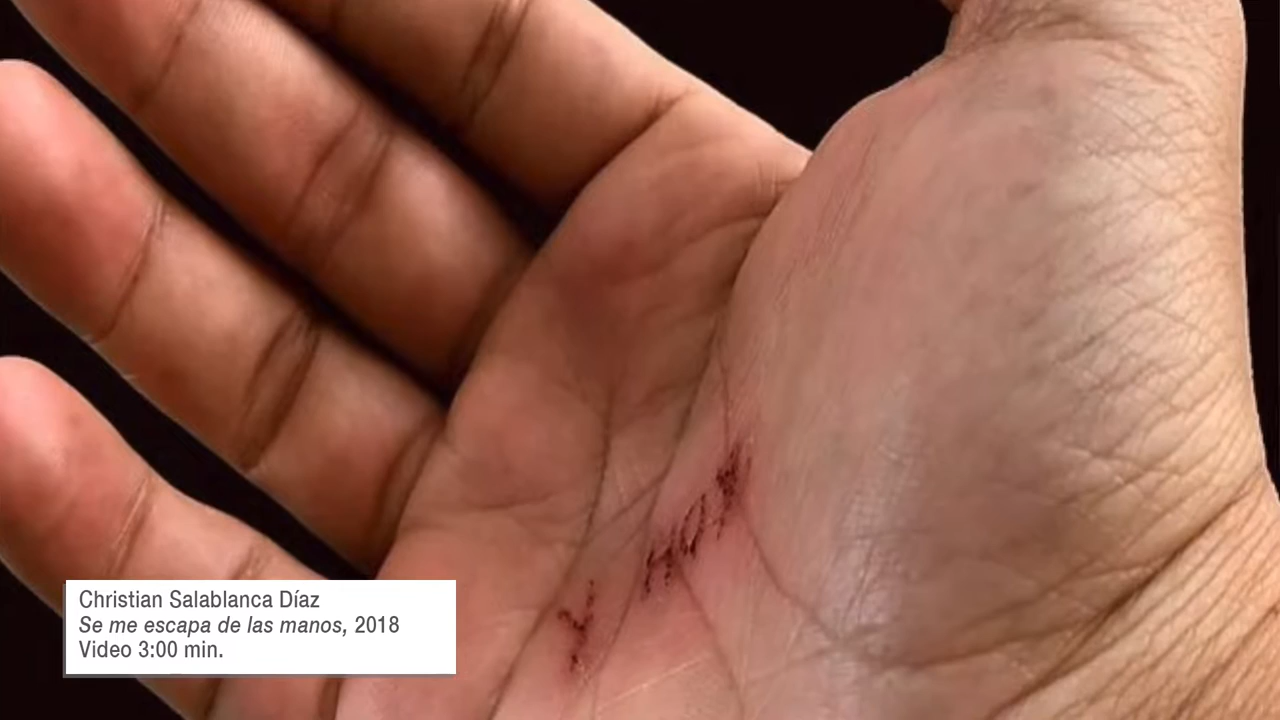 Y
Christian Salablanca Díaz
Se me escapa de las manos, 2018
Video 3:00 min.